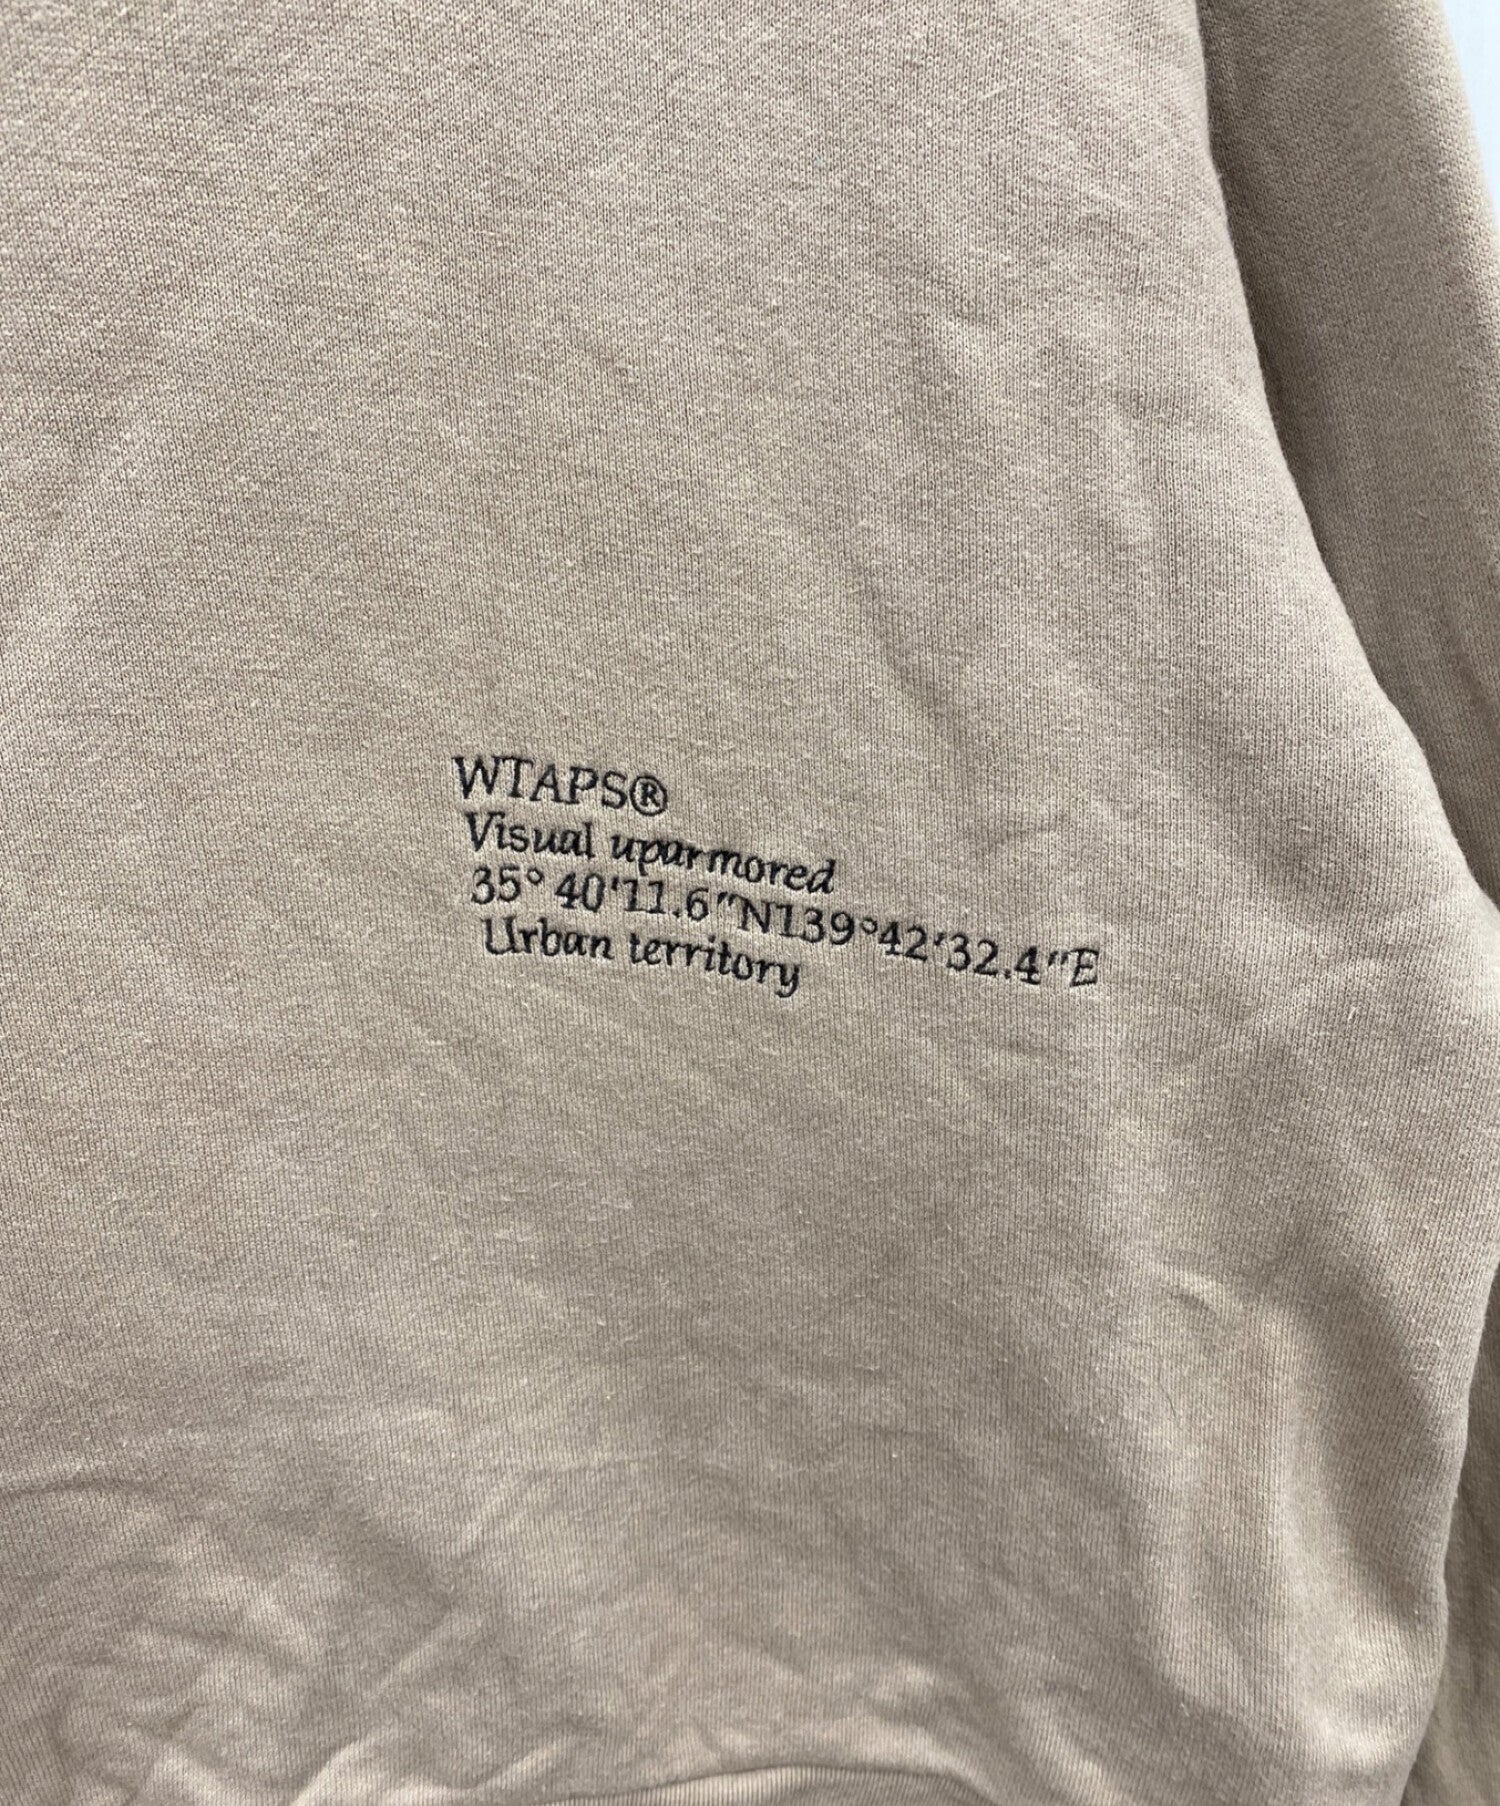 WTAPS®
Visual uparmored
35° 40'11.6"N139°42'32.4"E
Urban territory